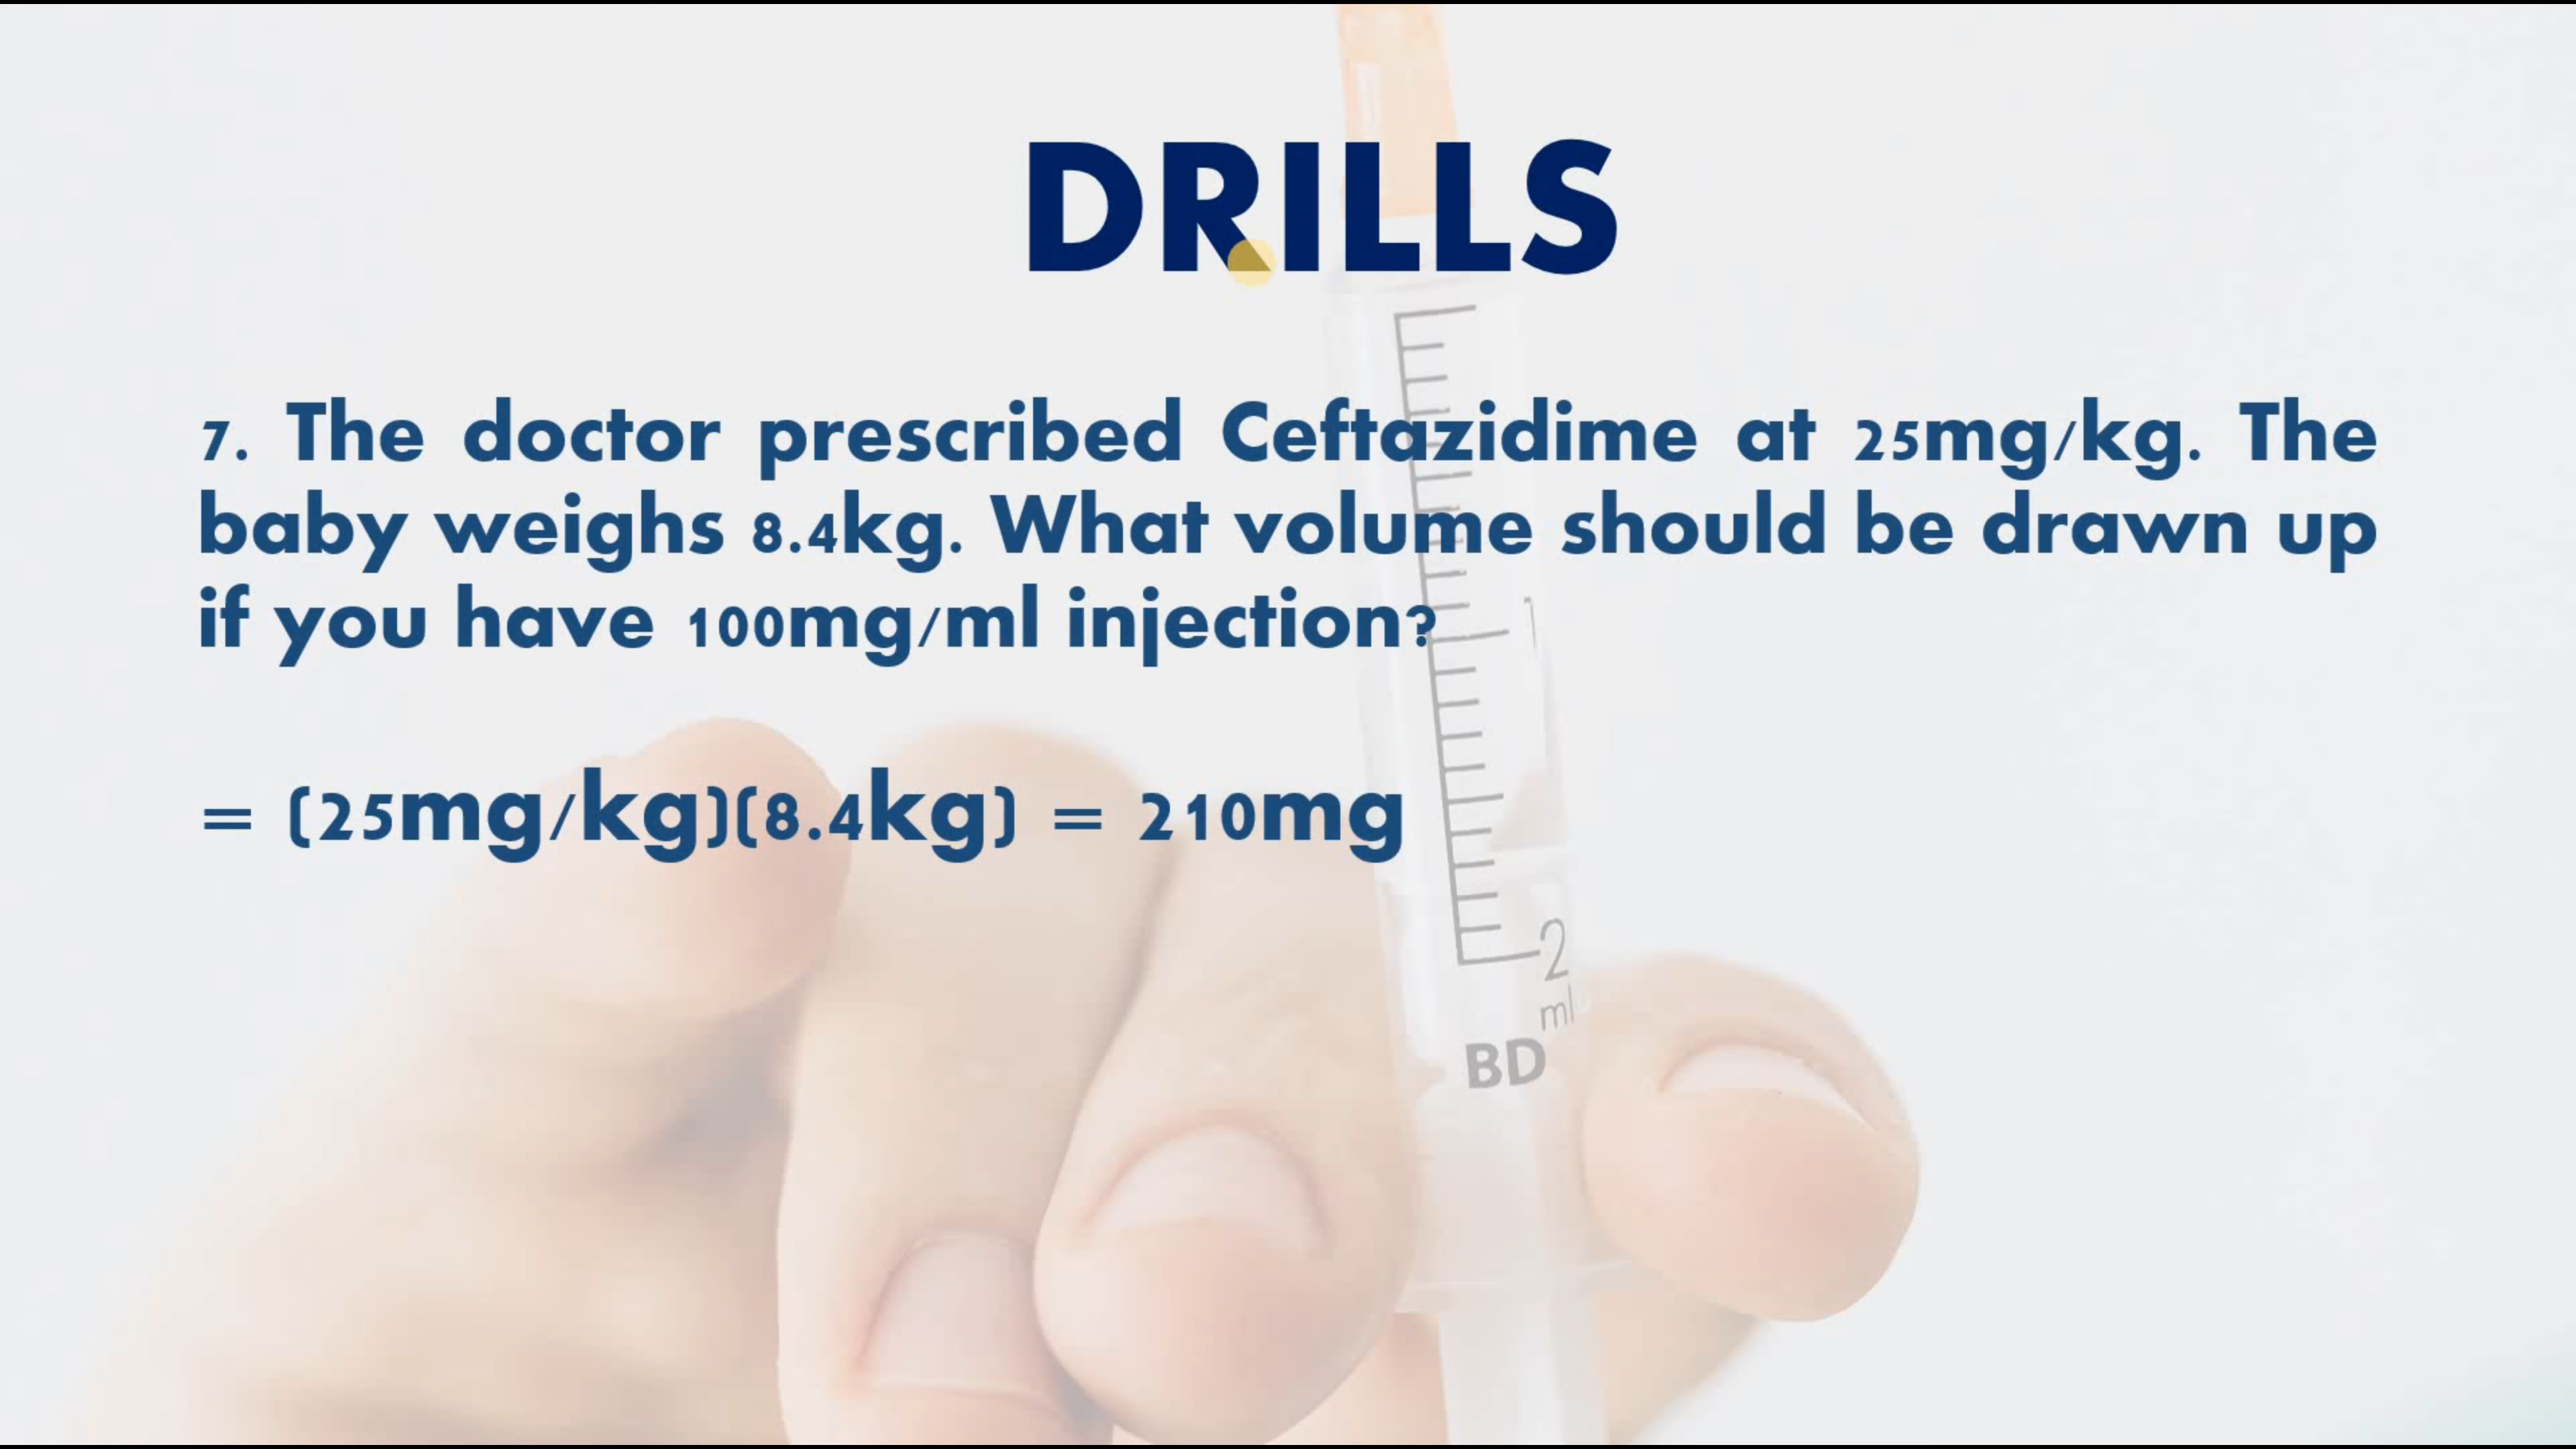 DRILLS
7. The doctor prescribed Ceftazidime at 25mg/kg. The
baby weighs 8.4kg. What volume should be drawn up
if you have 100mg/ml injection?
= (25mg/kg)(8.4kg) = 210mg
1
2
ml
BD